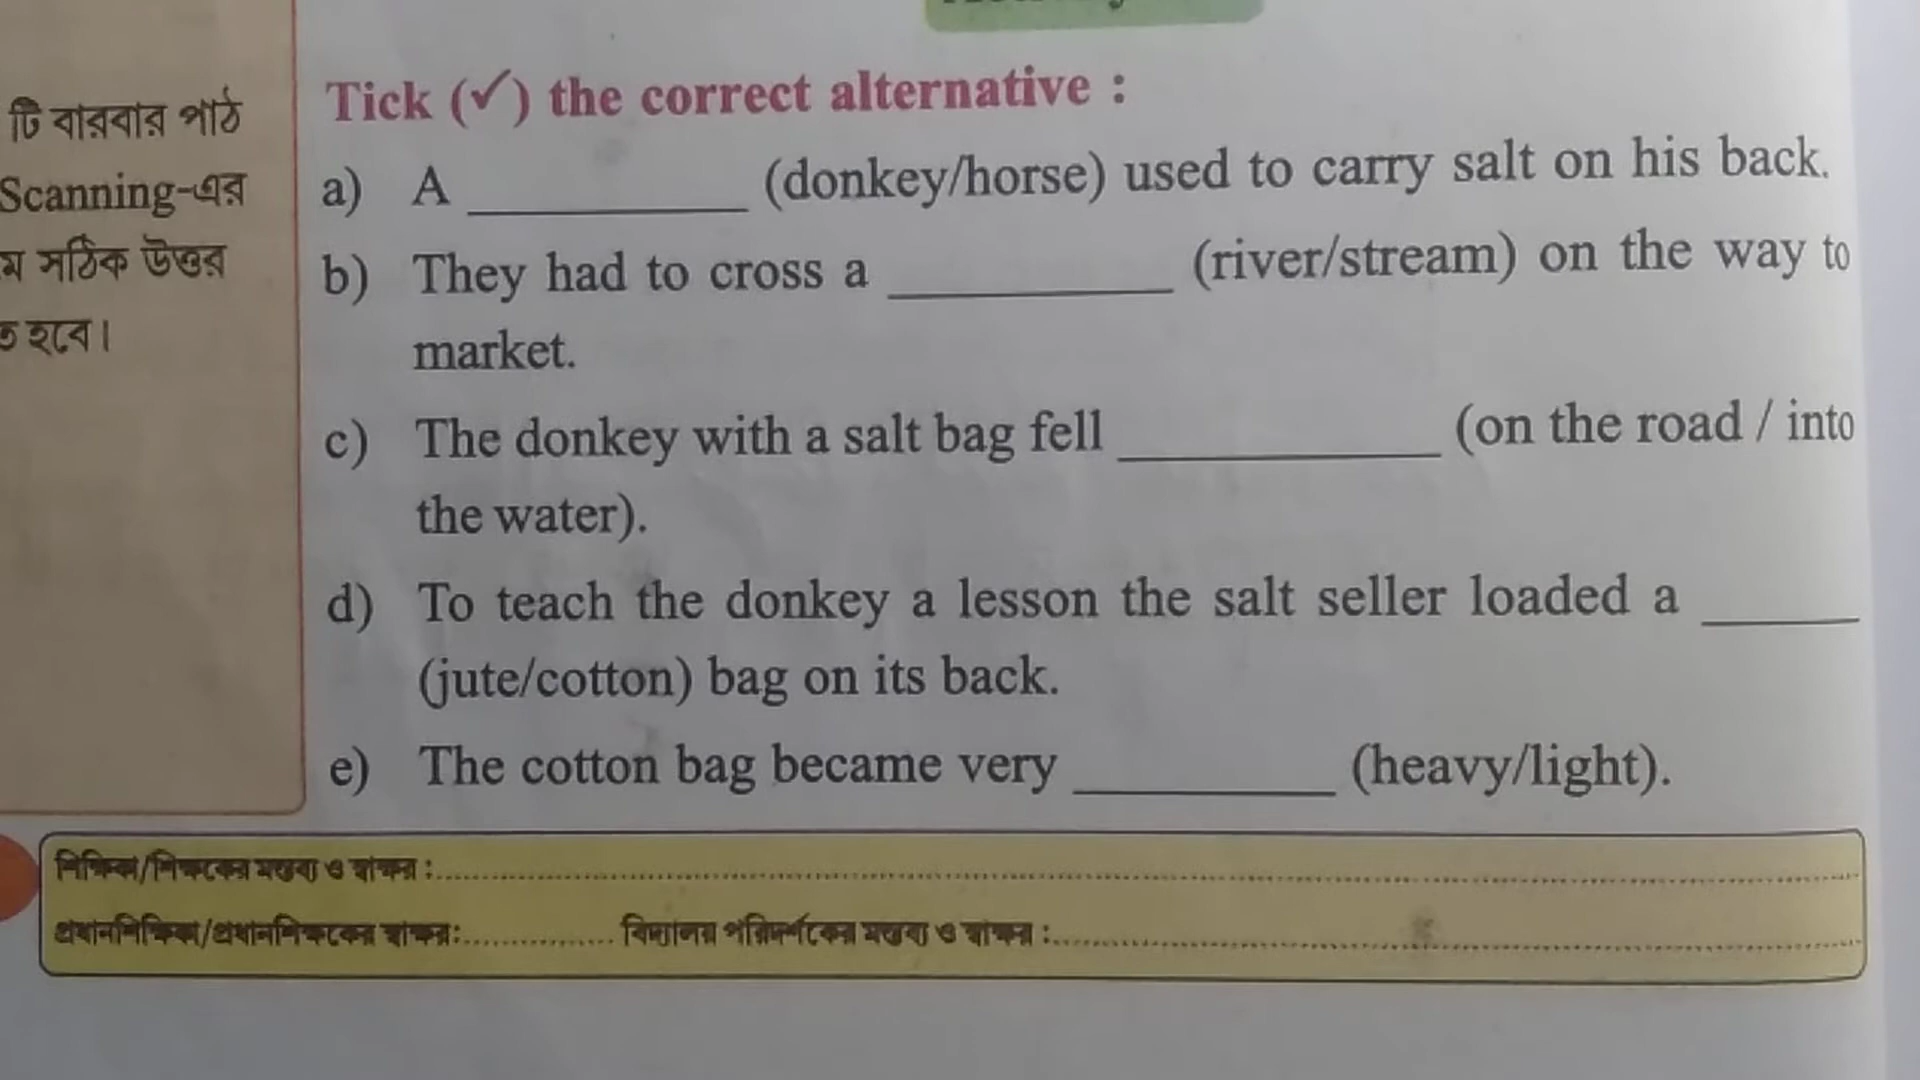 টি বারবার পাঠ
Scanning-এর
ম সঠিক উত্তর
ত হবে।
Tick (✓) the correct alternative :
a) A __________ (donkey/horse) used to carry salt on his back.
b) They had to cross a __________ (river/stream) on the way to
market.
c) The donkey with a salt bag fell ____________ (on the road / into
the water).
d) To teach the donkey a lesson the salt seller loaded a ______
(jute/cotton) bag on its back.
e) The cotton bag became very __________ (heavy/light).
শিক্ষিকা/শিক্ষকের মন্তব্য ও স্বাক্ষর :....................
প্রধানশিক্ষিকা/প্রধানশিক্ষকের স্বাক্ষর:............... বিদ্যালয় পরিদর্শকের মন্তব্য ও স্বাক্ষর :....................